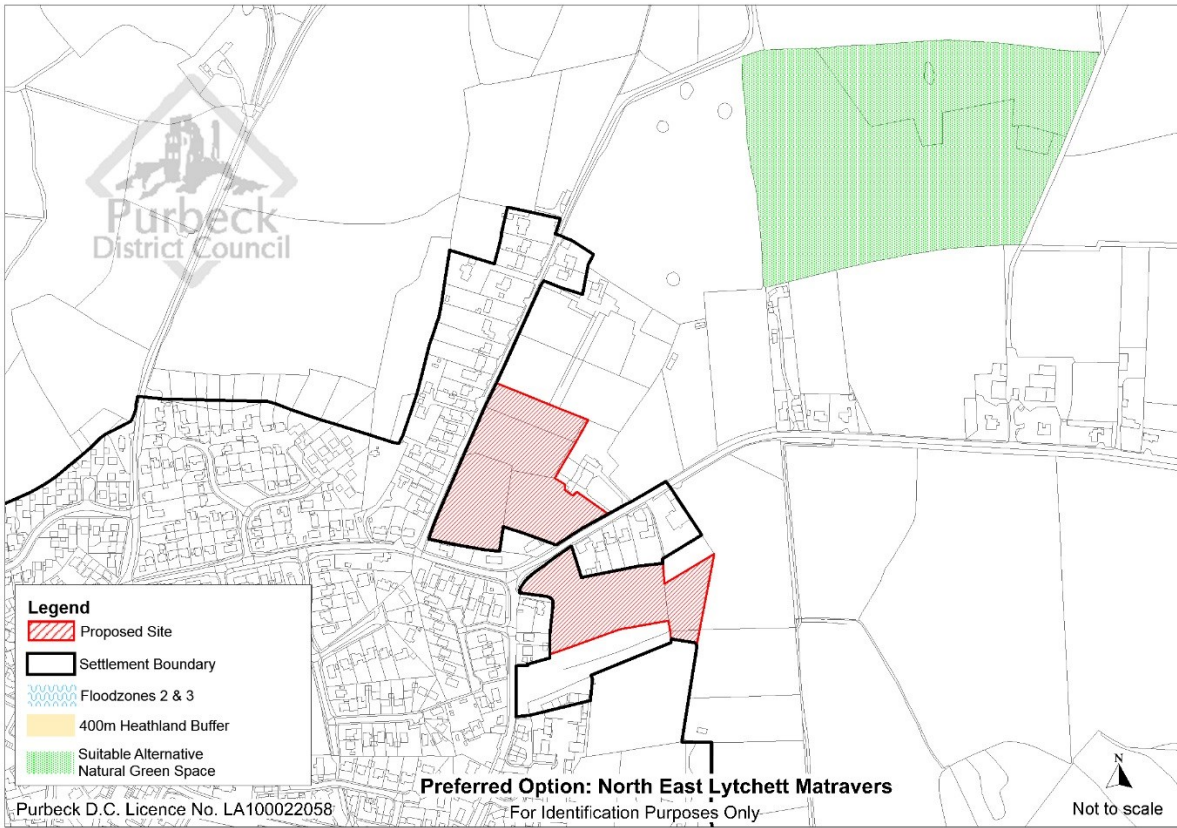 Purbeck
District Council
Legend
Proposed Site
Settlement Boundary
Floodzones 2 & 3
400m Heathland Buffer
Suitable Alternative
Natural Green Space
Purbeck D.C. Licence No. LA100022058
Preferred Option: North East Lytchett Matravers
For Identification Purposes Only
N
Not to scale